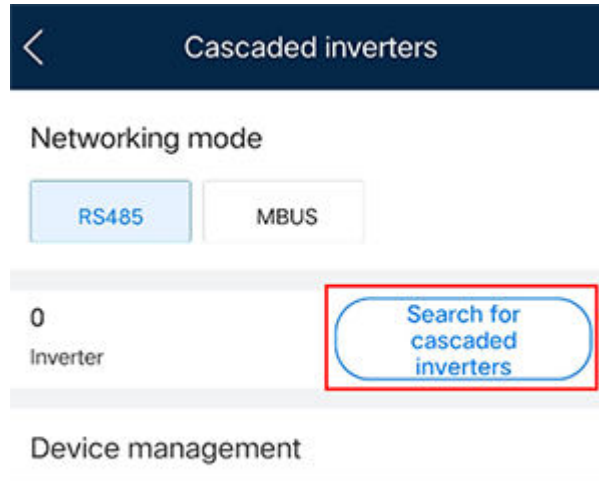 Cascaded inverters
Networking mode
RS485 MBUS
0
Inverter
Search for
cascaded
inverters
Device management